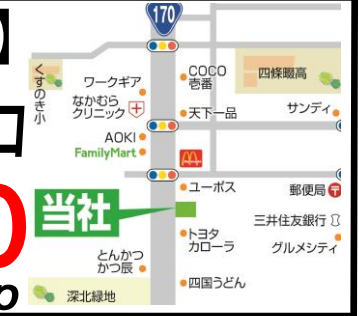 170
くすのき小
ワークギア
なかむら
クリニック
AOKI
FamilyMart
COCO
壱番
天下一品
四條畷高
サンディ
ユーポス
郵便局
当社
三井住友銀行
トヨタ
カローラ
グルメシティ
とんかつ
かつ辰
四国うどん
深北緑地
p